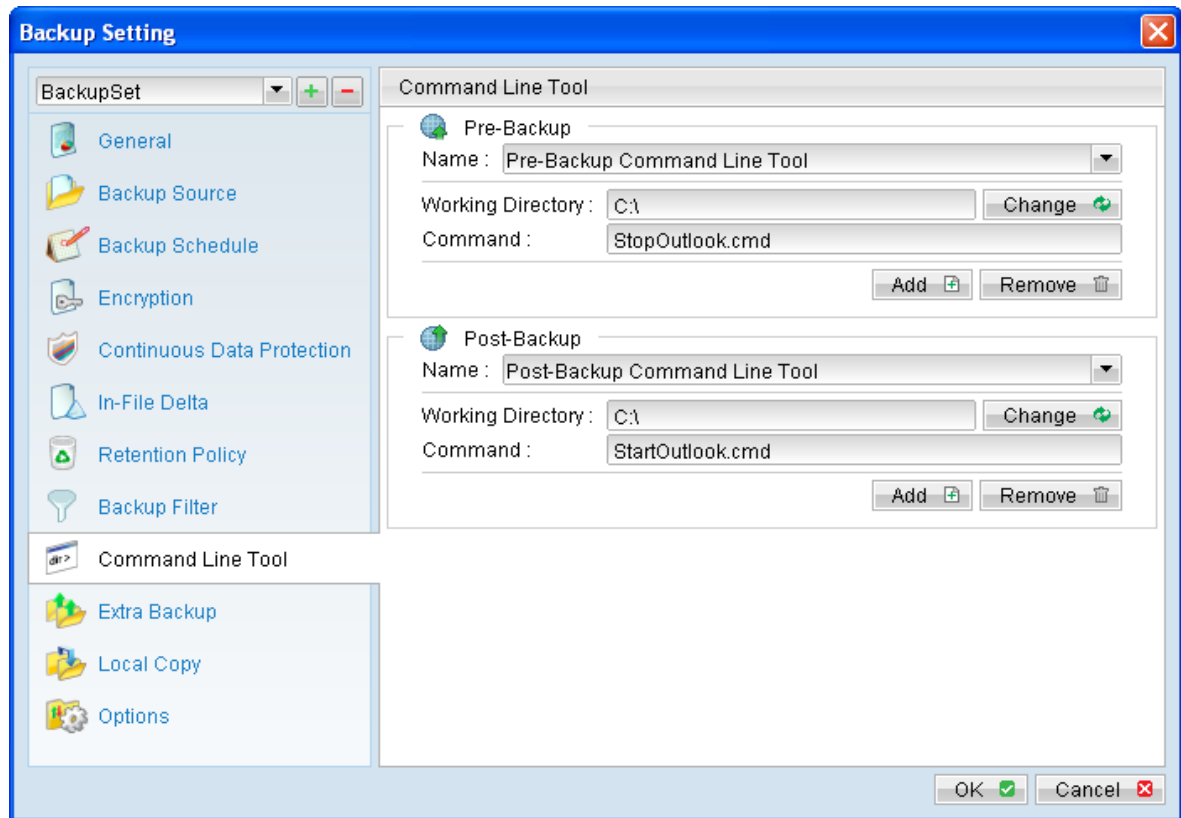 Backup Setting
BackupSet
General
Backup Source
Backup Schedule
Encryption
Continuous Data Protection
In-File Delta
Retention Policy
Backup Filter
dir>
Command Line Tool
Extra Backup
Local Copy
Options
Command Line Tool
Pre-Backup
Name : Pre-Backup Command Line Tool
Working Directory : C:\ Change
Command : StopOutlook.cmd
Add Remove
Post-Backup
Name : Post-Backup Command Line Tool
Working Directory : C:\ Change
Command : StartOutlook.cmd
Add Remove
OK Cancel